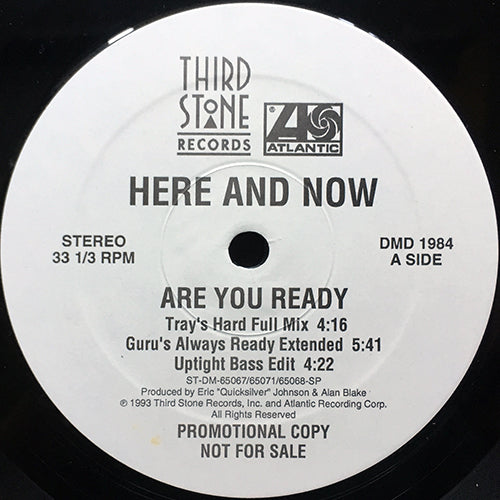 THIRD
STONE
RECORDS
ATLANTIC
HERE AND NOW
STEREO
33 1/3 RPM
DMD 1984
A SIDE
ARE YOU READY
Tray's Hard Full Mix 4:16
Guru's Always Ready Extended 5:41
Uptight Bass Edit 4:22
ST-DM-65067/65071/65068-SP
Produced by Eric "Quicksilver" Johnson & Alan Blake
℗ 1993 Third Stone Records, Inc. and Atlantic Recording Corp.
All Rights Reserved
PROMOTIONAL COPY
NOT FOR SALE